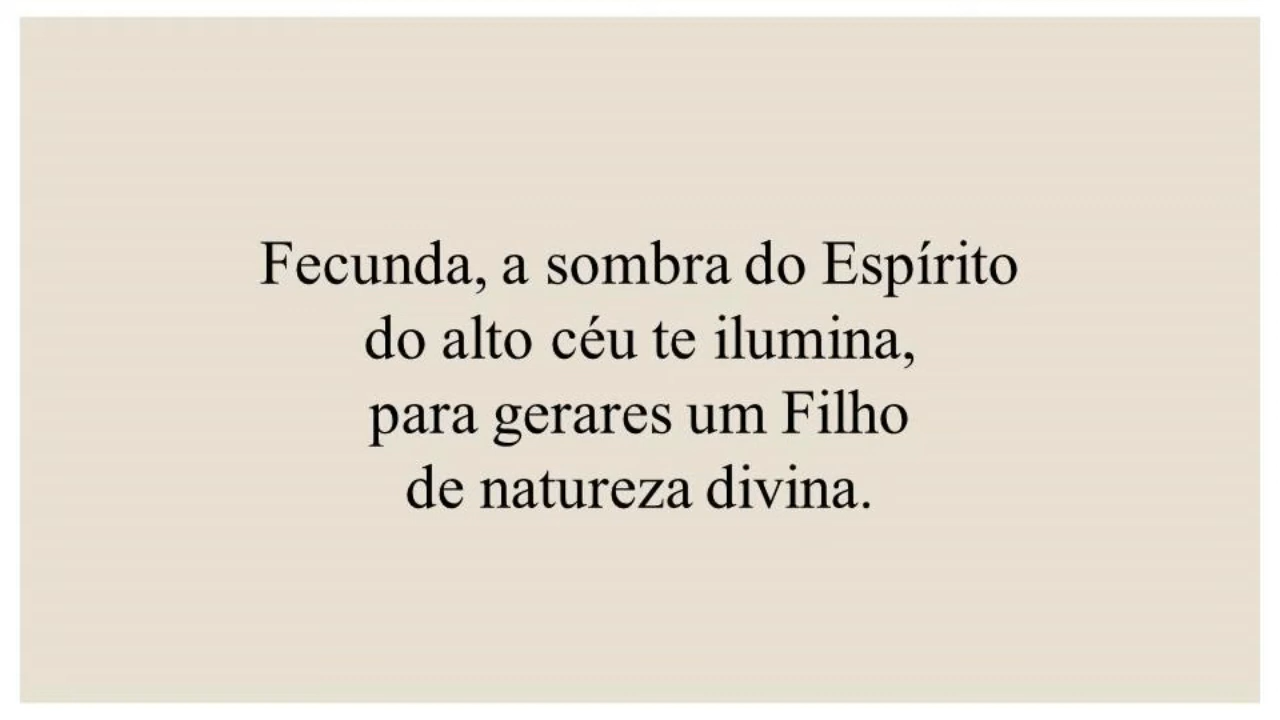 Fecunda, a sombra do Espírito
do alto céu te ilumina,
para gerares um Filho
de natureza divina.